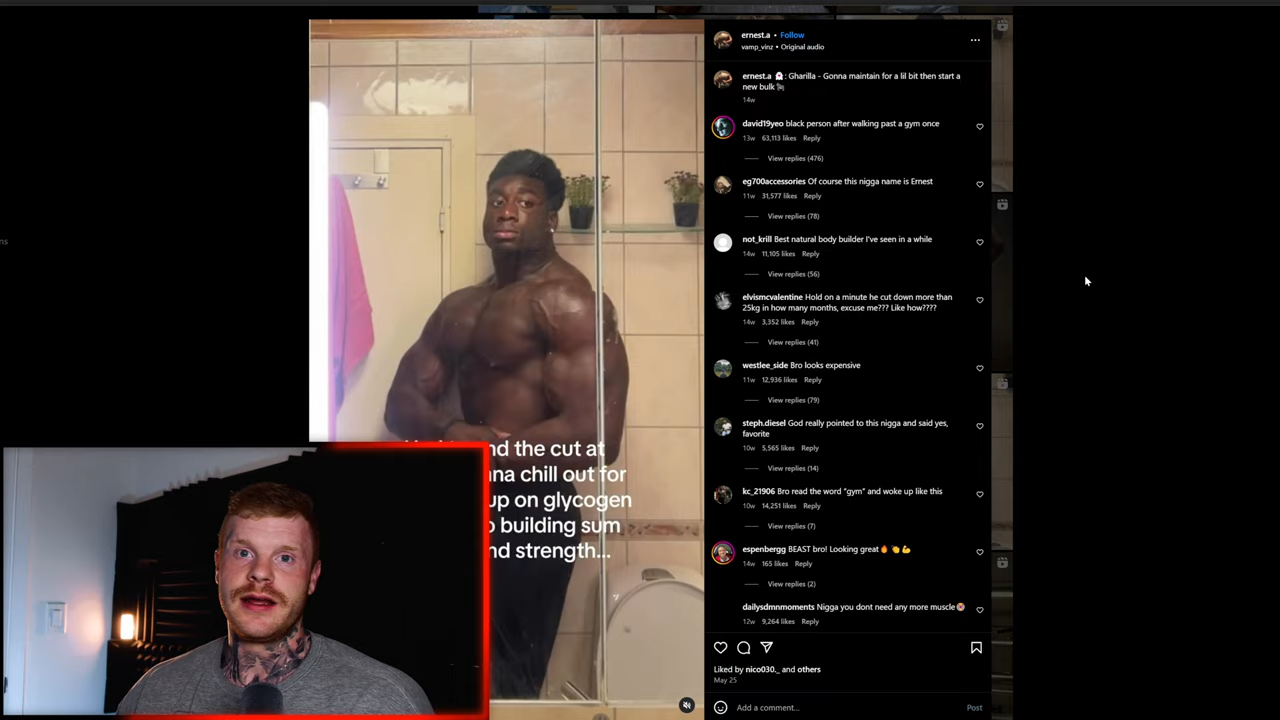 ernest.a • Follow
vamp_vinz • Original audio
ernest.a : Gharilla - Gonna maintain for a lil bit then start a
new bulk
14w
david19yeo black person after walking past a gym once
13w 63,113 likes Reply
View replies (476)
eg700accessories Of course this nigga name is Ernest
11w 31,577 likes Reply
View replies (78)
not_krill Best natural body builder I've seen in a while
14w 11,105 likes Reply
View replies (56)
elvismcvalentine Hold on a minute he cut down more than
25kg in how many months, excuse me??? Like how????
14w 3,352 likes Reply
View replies (41)
westlee_side Bro looks expensive
11w 12,936 likes Reply
View replies (79)
steph.diesel God really pointed to this nigga and said yes,
favorite
10w 5,565 likes Reply
View replies (14)
kc_21906 Bro read the word "gym" and woke up like this
10w 14,251 likes Reply
View replies (7)
espenbergg BEAST bro! Looking great🔥👏💪
14w 165 likes Reply
View replies (2)
dailysdmnmoments Nigga you dont need any more muscle
12w 9,264 likes Reply
Liked by nico030._ and others
May 25
Add a comment...
Post
nd the cut at
na chill out for
up on glycogen
building sum
nd strength...
ns